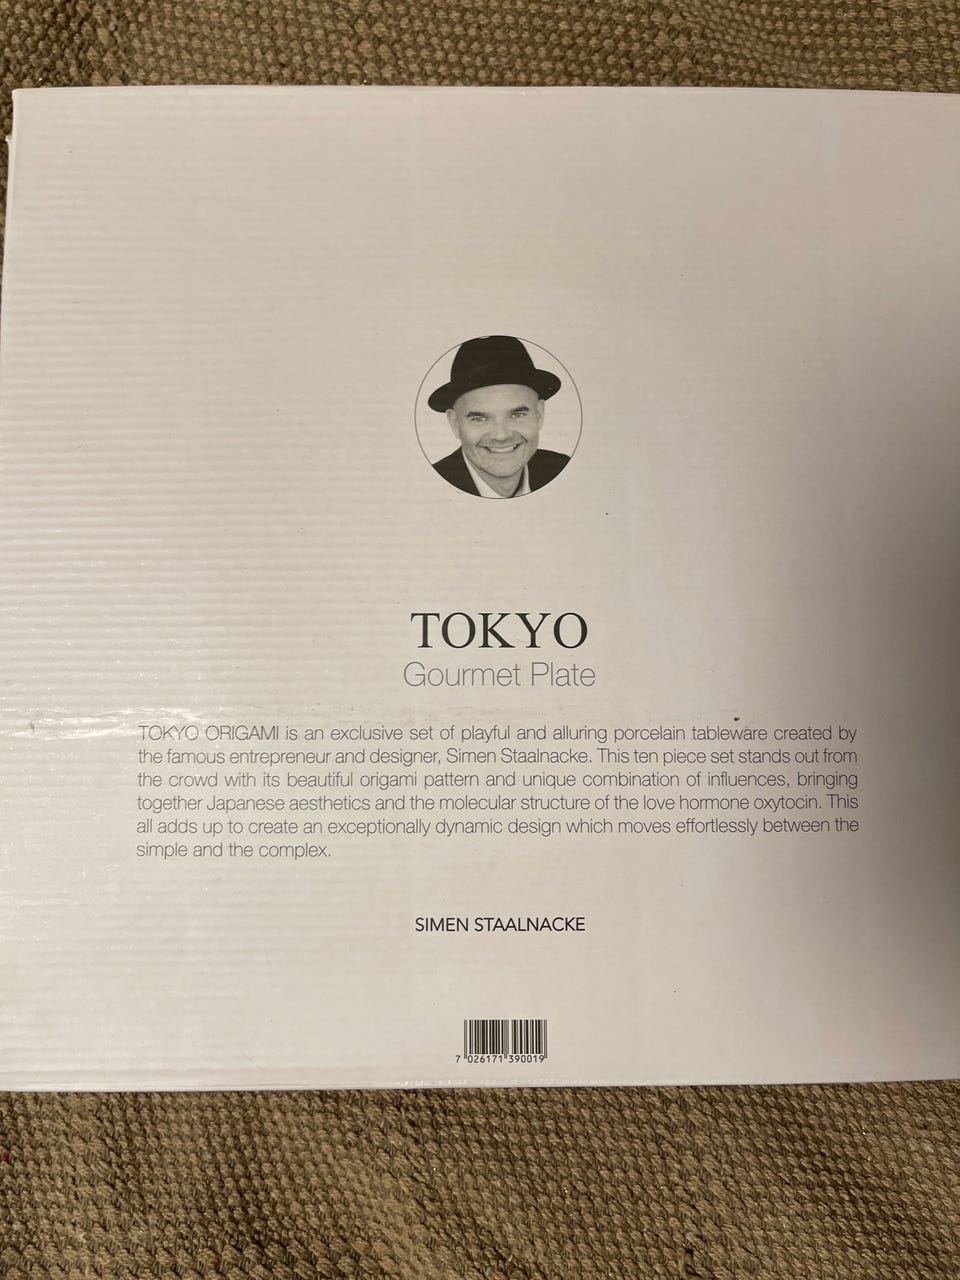 TOKYO
Gourmet Plate
TOKYO ORIGAMI is an exclusive set of playful and alluring porcelain tableware created by
the famous entrepreneur and designer, Simen Staalnacke. This ten piece set stands out from
the crowd with its beautiful origami pattern and unique combination of influences, bringing
together Japanese aesthetics and the molecular structure of the love hormone oxytocin. This
all adds up to create an exceptionally dynamic design which moves effortlessly between the
simple and the complex.
SIMEN STAALNACKE
7 026171 390019